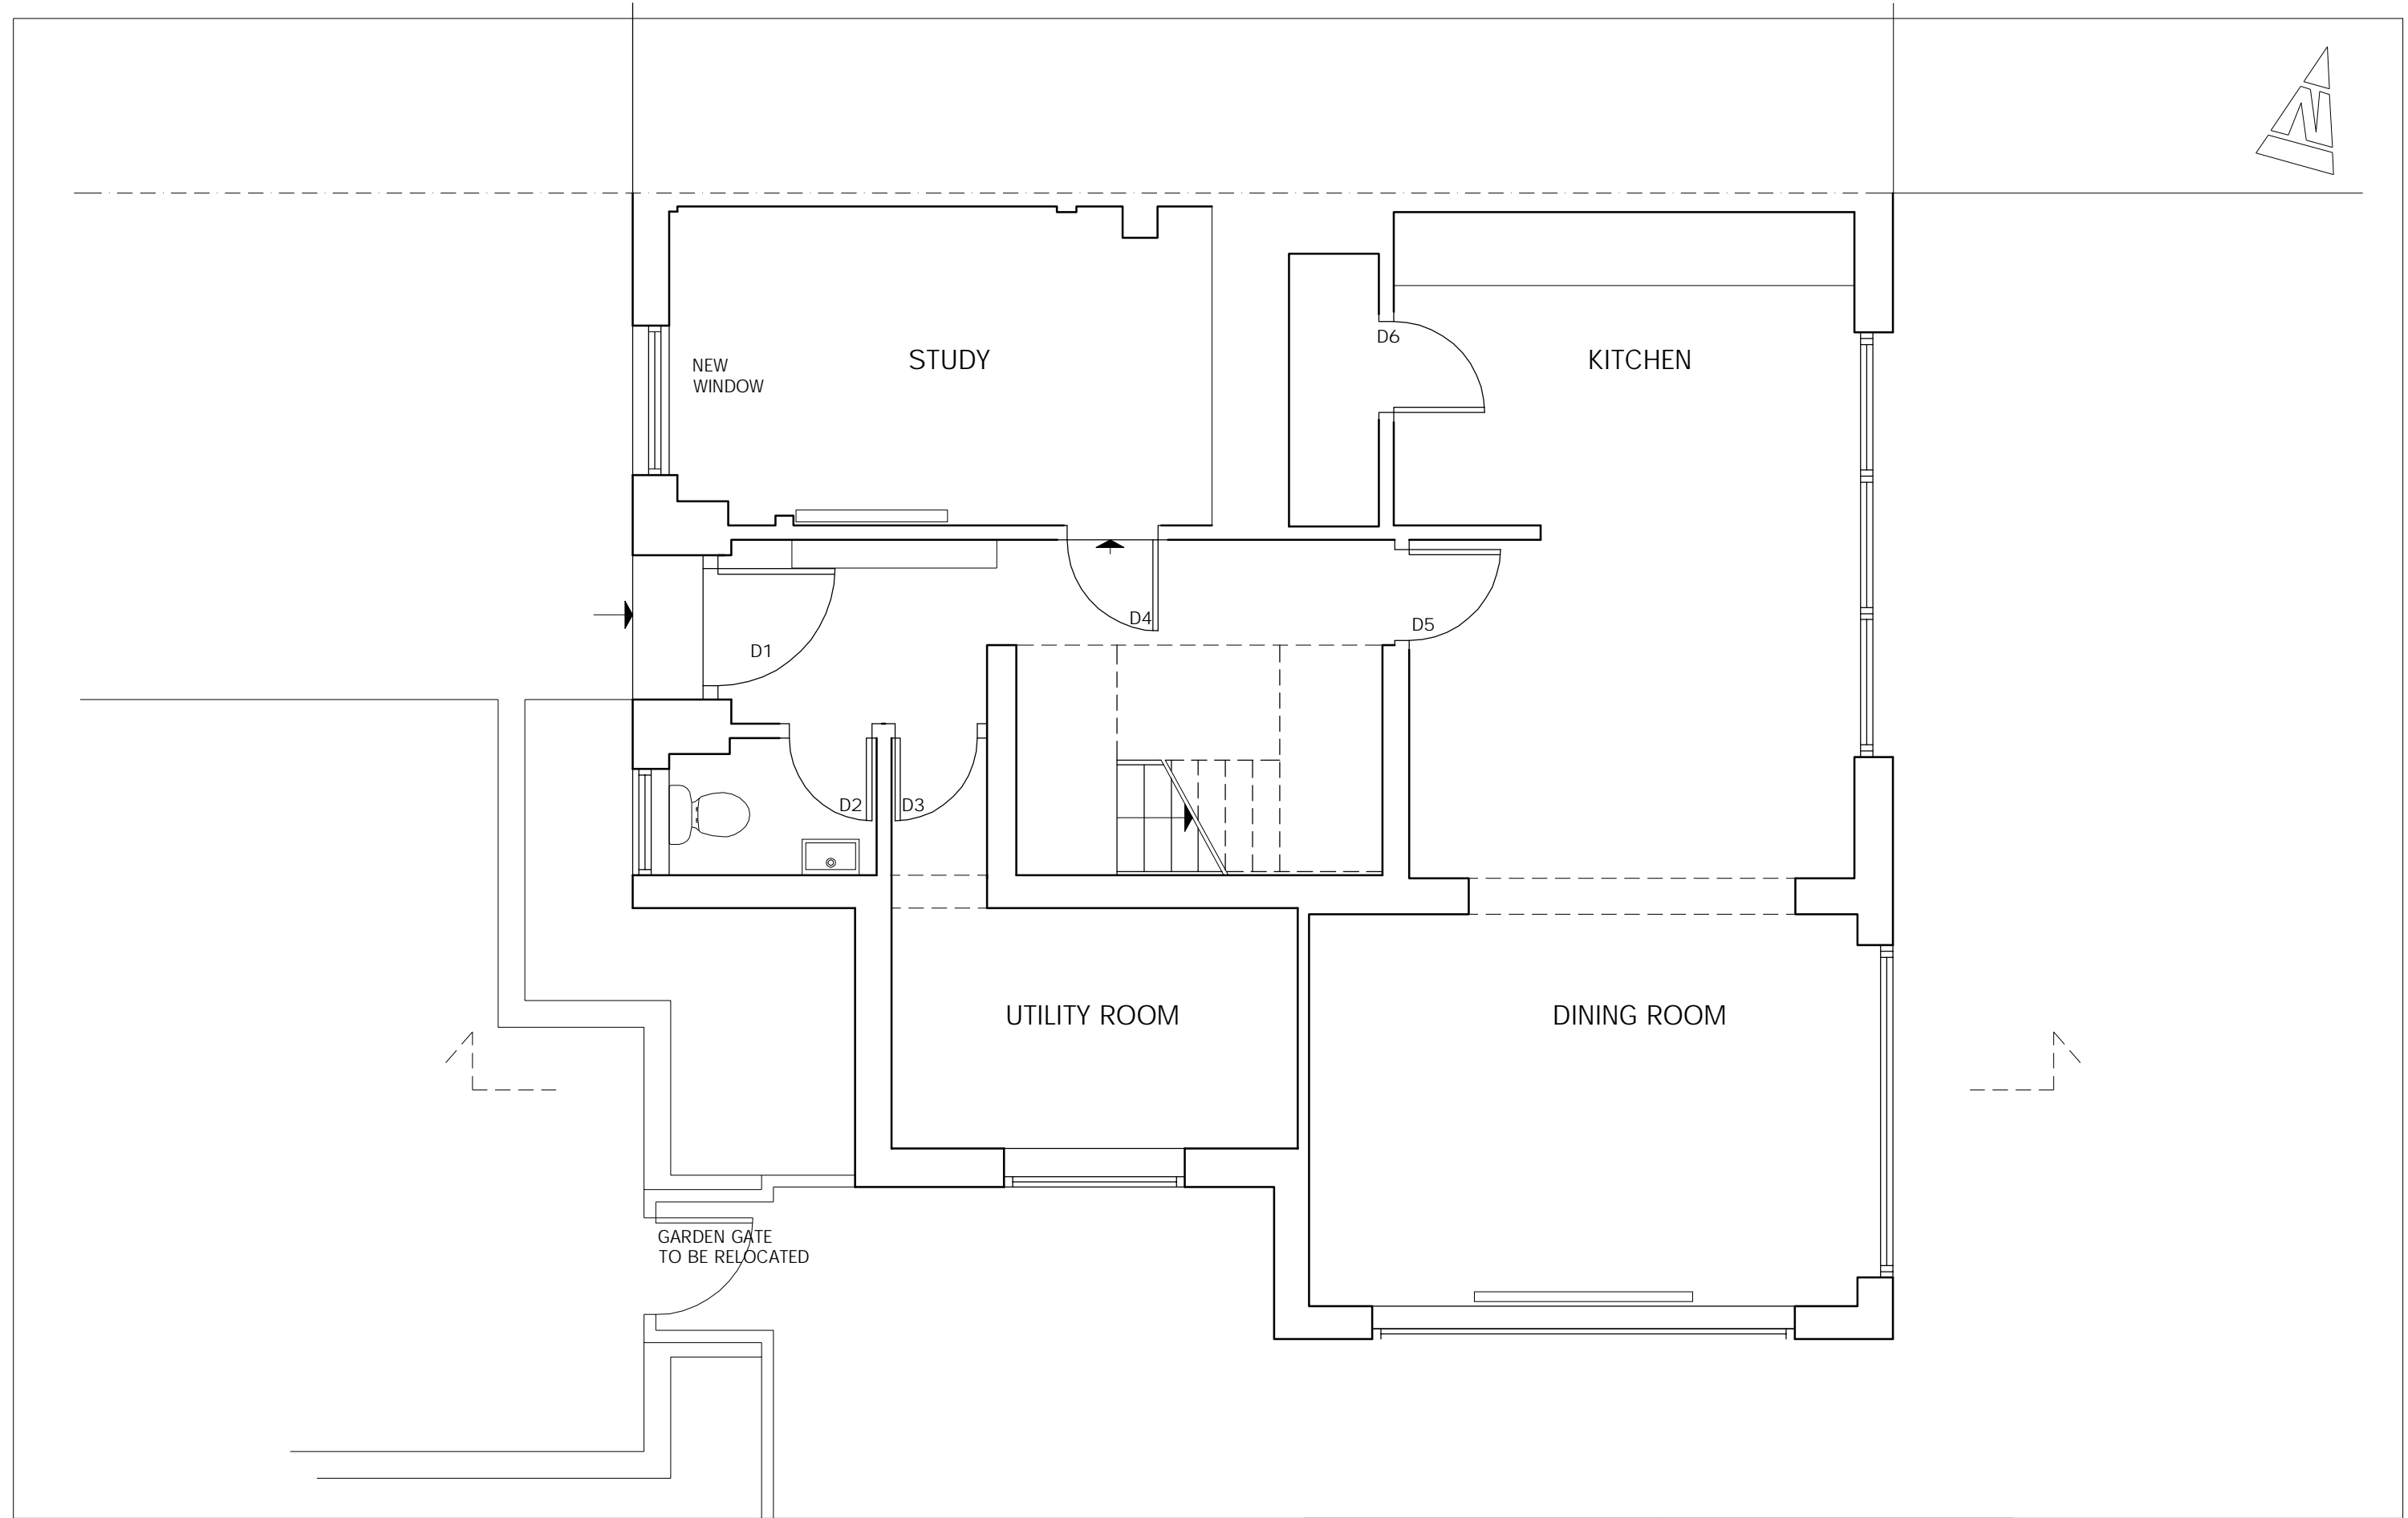 N
D6
STUDY
KITCHEN
NEW
WINDOW
D4
D5
D1
D2
D3
UTILITY ROOM
DINING ROOM
GARDEN GATE
TO BE RELOCATED